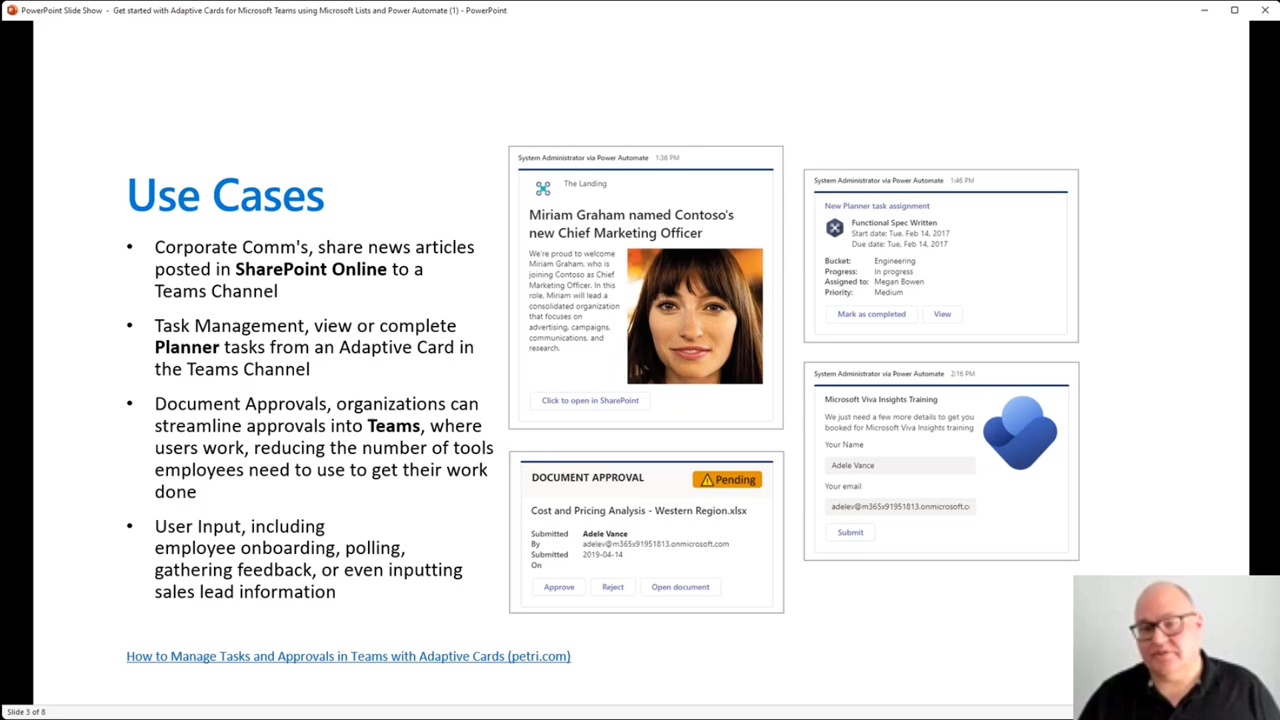 PowerPoint Slide Show - Get started with Adaptive Cards for Microsoft Teams using Microsoft Lists and Power Automate (1) - PowerPoint
Use Cases
• Corporate Comm's, share news articles
posted in SharePoint Online to a
Teams Channel
• Task Management, view or complete
Planner tasks from an Adaptive Card in
the Teams Channel
• Document Approvals, organizations can
streamline approvals into Teams, where
users work, reducing the number of tools
employees need to use to get their work
done
• User Input, including
employee onboarding, polling,
gathering feedback, or even inputting
sales lead information
How to Manage Tasks and Approvals in Teams with Adaptive Cards (petri.com)
System Administrator via Power Automate 1:36 PM
The Landing
Miriam Graham named Contoso's
new Chief Marketing Officer
We're proud to welcome
Miriam Graham, who is
joining Contoso as Chief
Marketing Officer. In this
role, Miriam will lead a
consolidated organization
that focuses on
advertising, campaigns,
communications, and
research.
Click to open in SharePoint
DOCUMENT APPROVAL
Pending
Cost and Pricing Analysis - Western Region.xlsx
Submitted By Adele Vance
adelev@m365x91951813.onmicrosoft.com
Submitted On 2019-04-14
Approve Reject Open document
System Administrator via Power Automate 1:46 PM
New Planner task assignment
Functional Spec Written
Start date: Tue, Feb 14, 2017
Due date: Tue, Feb 14, 2017
Bucket: Engineering
Progress: In progress
Assigned to: Megan Bowen
Priority: Medium
Mark as completed View
System Administrator via Power Automate 2:16 PM
Microsoft Viva Insights Training
We just need a few more details to get you
booked for Microsoft Viva Insights training
Your Name
Adele Vance
Your email
adelev@m365x91951813.onmicrosoft.c
Submit
Slide 3 of 8